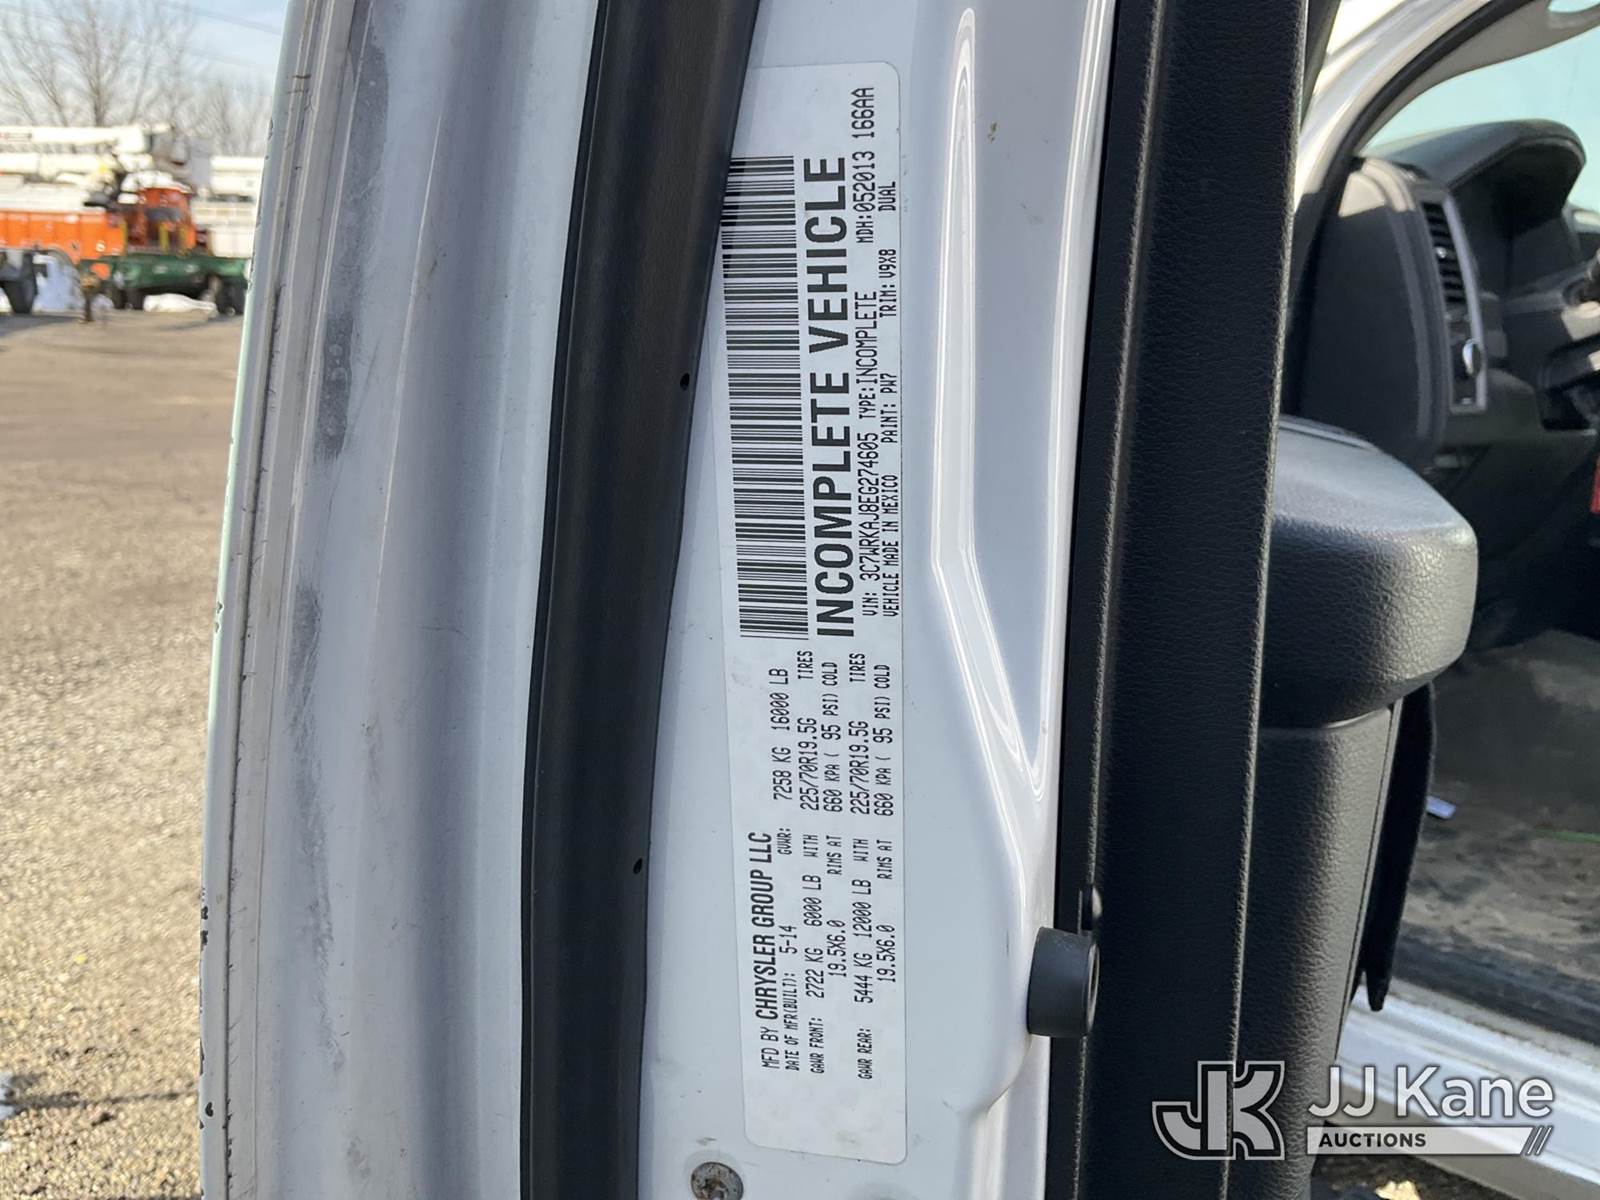 MFD BY CHRYSLER GROUP LLC
DATE OF MFR(BUILT): 5-14 GVWR: 7258 KG 16000 LB
GAWR FRONT: 2722 KG 6000 LB WITH 225/70R19.5G TIRES
19.5X6.0 RIMS AT 660 KPA ( 95 PSI) COLD
GAWR REAR: 5444 KG 12000 LB WITH 225/70R19.5G TIRES
19.5X6.0 RIMS AT 660 KPA ( 95 PSI) COLD
INCOMPLETE VEHICLE
VIN: 3C7WRKAJ8EG274605 TYPE:INCOMPLETE MDH:052013 166AA
VEHICLE MADE IN MEXICO PAINT: PW7 TRIM: V9X8 DUAL
JK JJ Kane
AUCTIONS